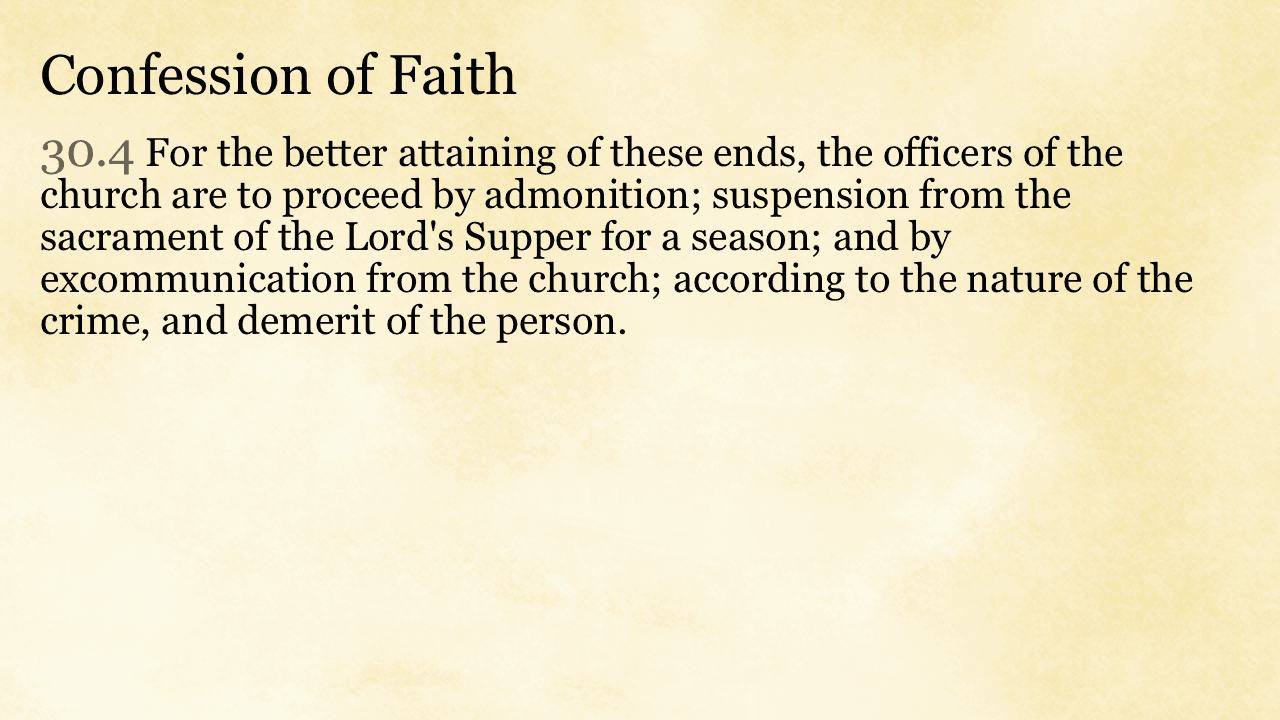 Confession of Faith
30.4 For the better attaining of these ends, the officers of the
church are to proceed by admonition; suspension from the
sacrament of the Lord's Supper for a season; and by
excommunication from the church; according to the nature of the
crime, and demerit of the person.